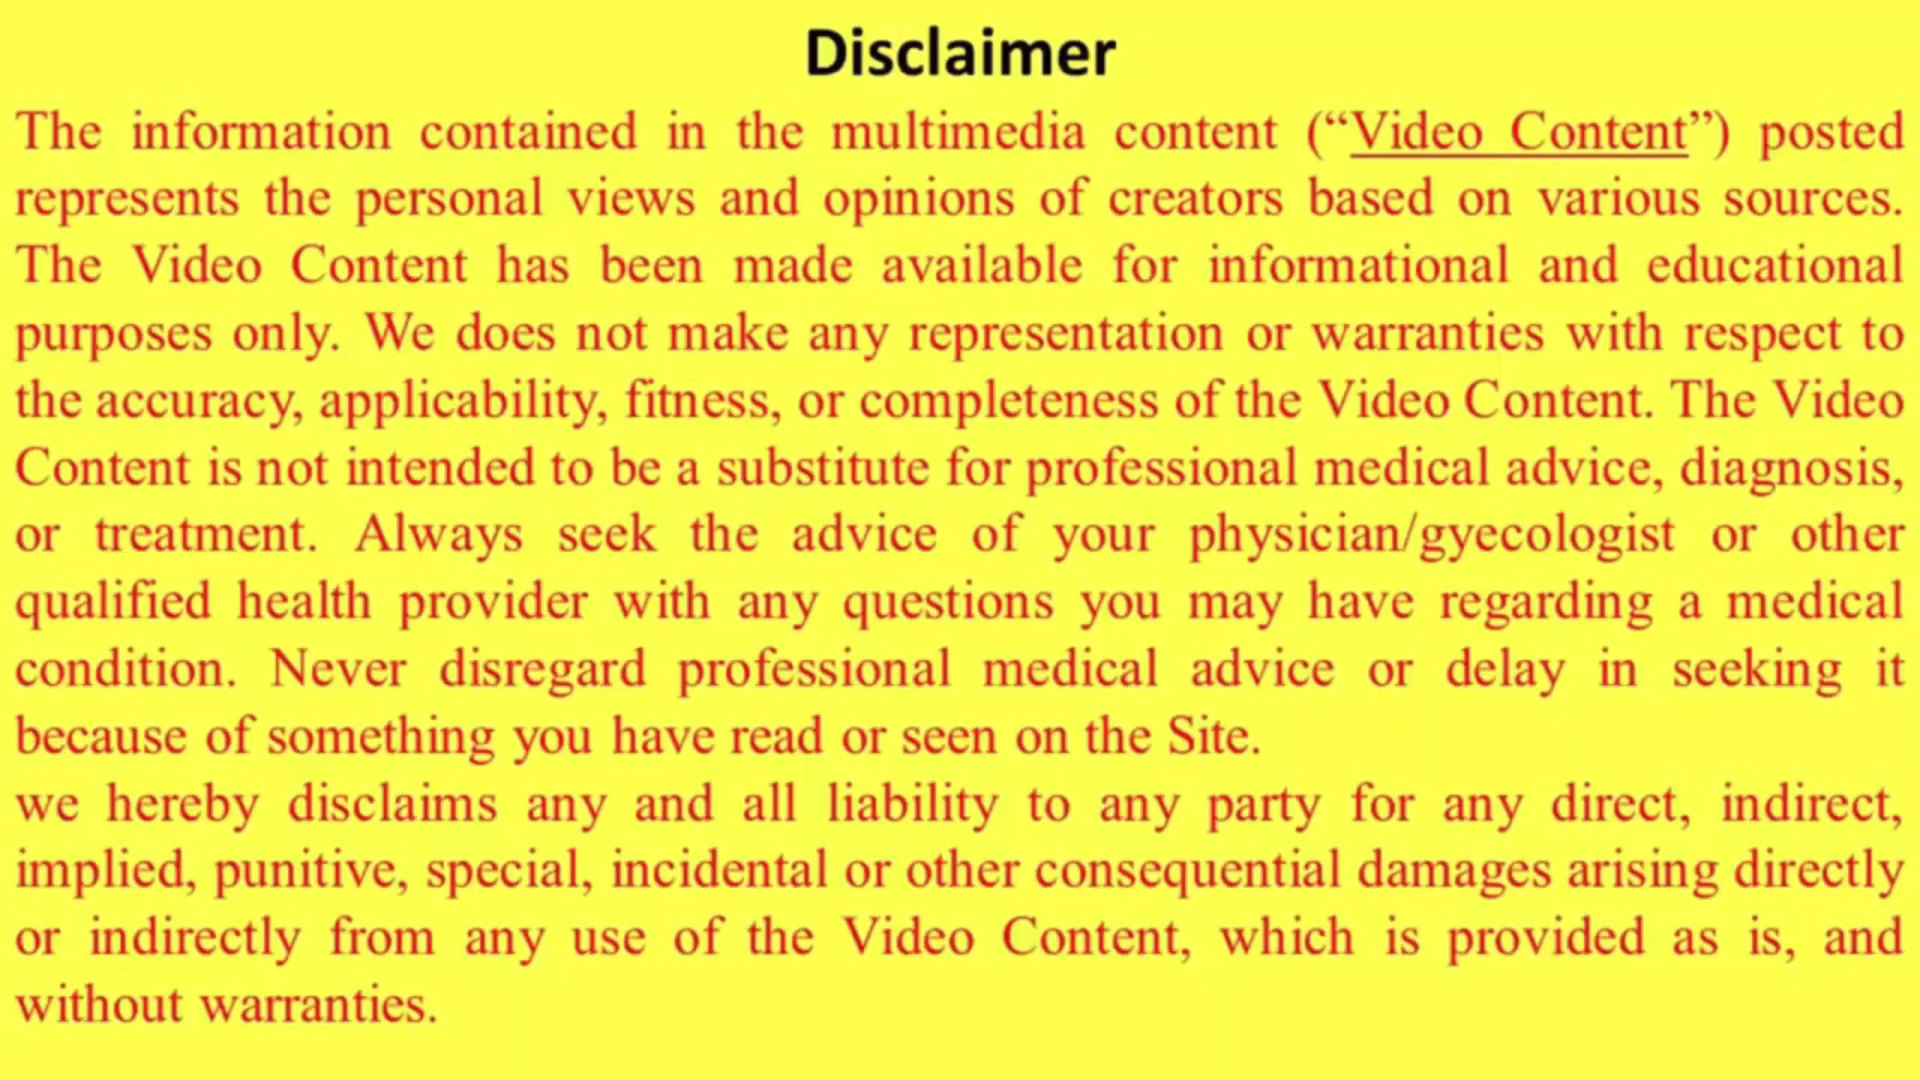 Disclaimer
The information contained in the multimedia content (“Video Content”) posted
represents the personal views and opinions of creators based on various sources.
The Video Content has been made available for informational and educational
purposes only. We does not make any representation or warranties with respect to
the accuracy, applicability, fitness, or completeness of the Video Content. The Video
Content is not intended to be a substitute for professional medical advice, diagnosis,
or treatment. Always seek the advice of your physician/gyecologist or other
qualified health provider with any questions you may have regarding a medical
condition. Never disregard professional medical advice or delay in seeking it
because of something you have read or seen on the Site.
we hereby disclaims any and all liability to any party for any direct, indirect,
implied, punitive, special, incidental or other consequential damages arising directly
or indirectly from any use of the Video Content, which is provided as is, and
without warranties.